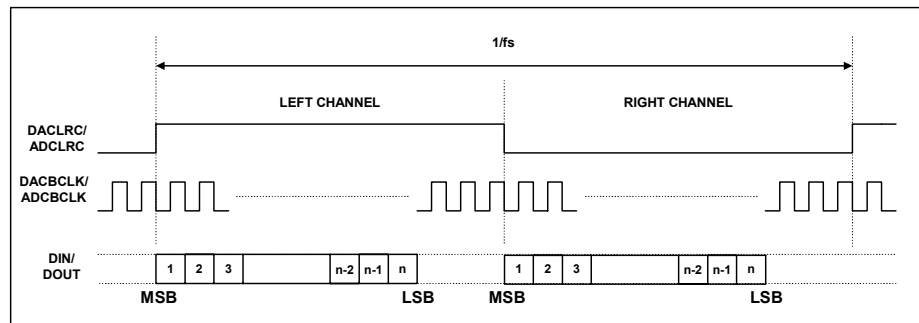 1/fs
LEFT CHANNEL
RIGHT CHANNEL
DACLRC/
ADCLRC
DACBCLK/
ADCBCLK
DIN/
DOUT
1 2 3 n-2 n-1 n 1 2 3 n-2 n-1 n
MSB LSB MSB LSB